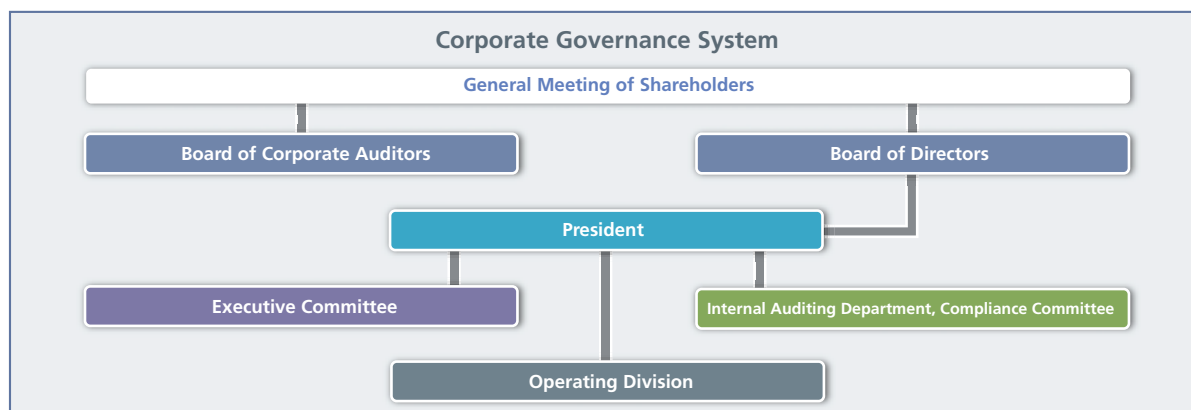 Corporate Governance System
General Meeting of Shareholders
Board of Corporate Auditors
Board of Directors
President
Executive Committee
Internal Auditing Department, Compliance Committee
Operating Division